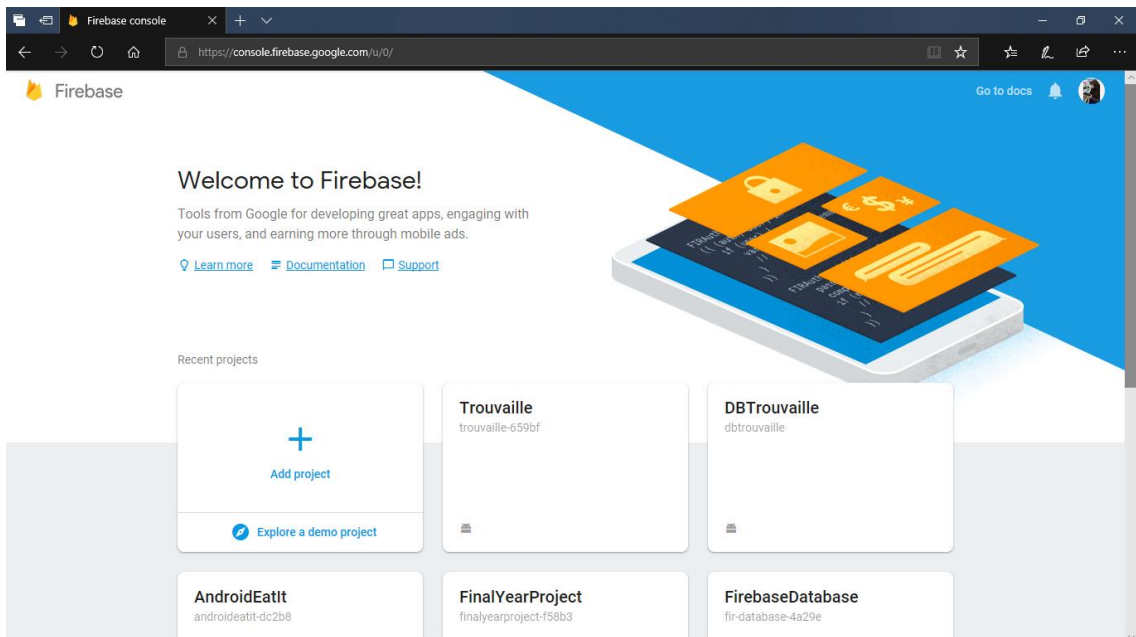 Firebase console
https://console.firebase.google.com/u/0/
Firebase
Go to docs
Welcome to Firebase!
Tools from Google for developing great apps, engaging with
your users, and earning more through mobile ads.
Learn more Documentation Support
Recent projects
Add project
Explore a demo project
Trouvaille
trouvaille-659bf
DBTrouvaille
dbtrouvaille
AndroidEatIt
androideatit-dc2b8
FinalYearProject
finalyearproject-f58b3
FirebaseDatabase
fir-database-4a29e